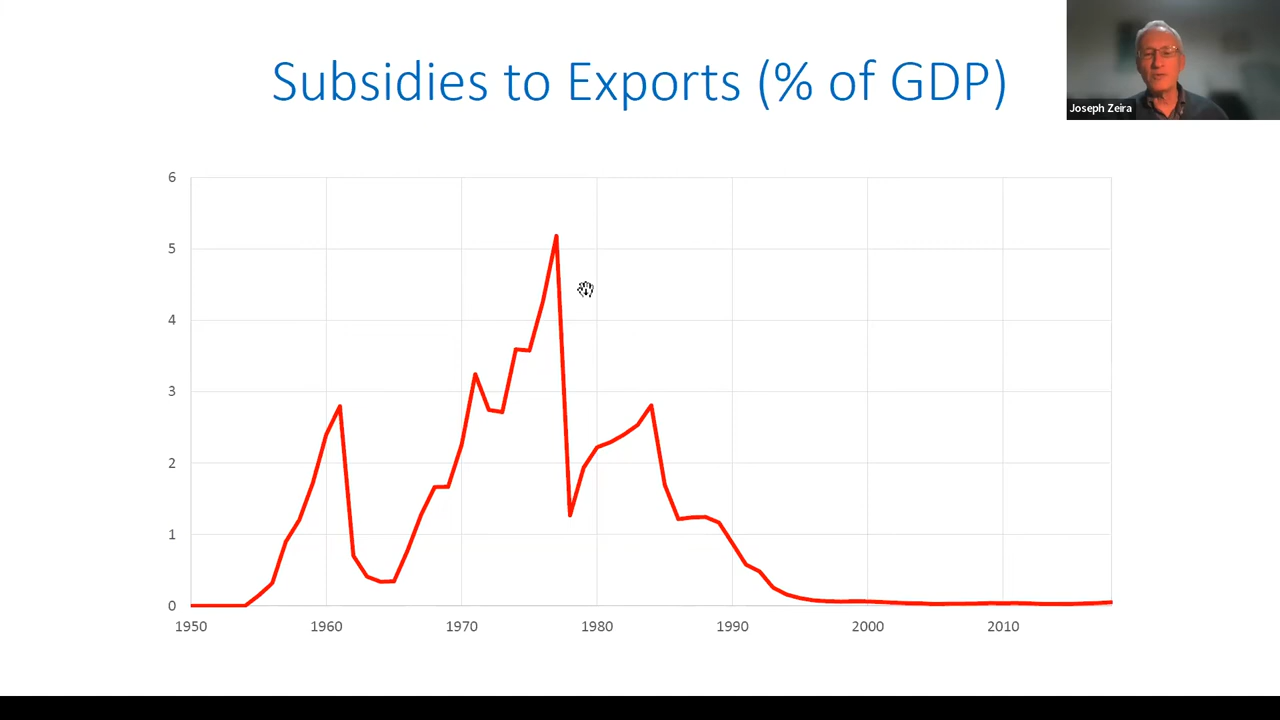 Subsidies to Exports (% of GDP)
Joseph Zeira
6
5
4
3
2
1
0
1950 1960 1970 1980 1990 2000 2010